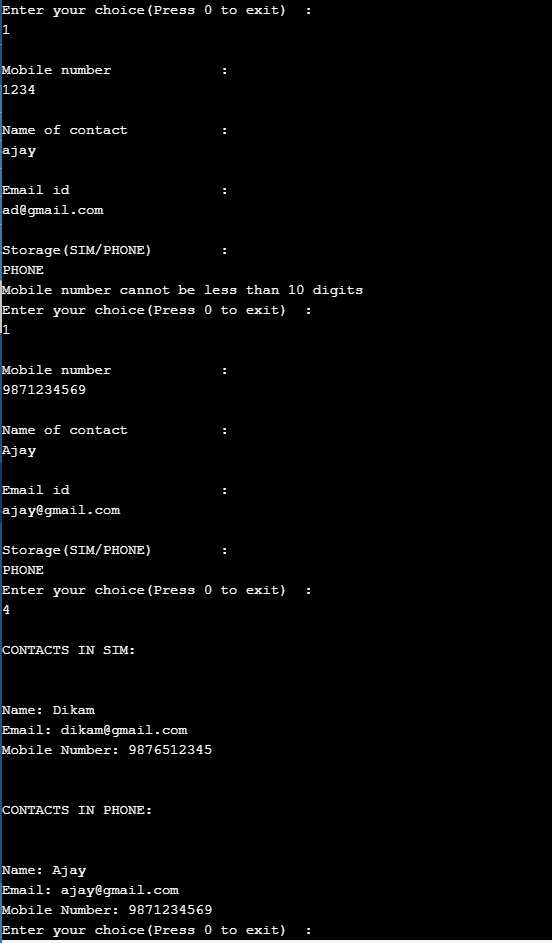 Enter your choice(Press 0 to exit)  :
1
Mobile number              :
1234
Name of contact            :
ajay
Email id                   :
ad@gmail.com
Storage(SIM/PHONE)         :
PHONE
Mobile number cannot be less than 10 digits
Enter your choice(Press 0 to exit)  :
1
Mobile number              :
9871234569
Name of contact            :
Ajay
Email id                   :
ajay@gmail.com
Storage(SIM/PHONE)         :
PHONE
Enter your choice(Press 0 to exit)  :
4
CONTACTS IN SIM:
Name: Dikam
Email: dikam@gmail.com
Mobile Number: 9876512345
CONTACTS IN PHONE:
Name: Ajay
Email: ajay@gmail.com
Mobile Number: 9871234569
Enter your choice(Press 0 to exit)  :